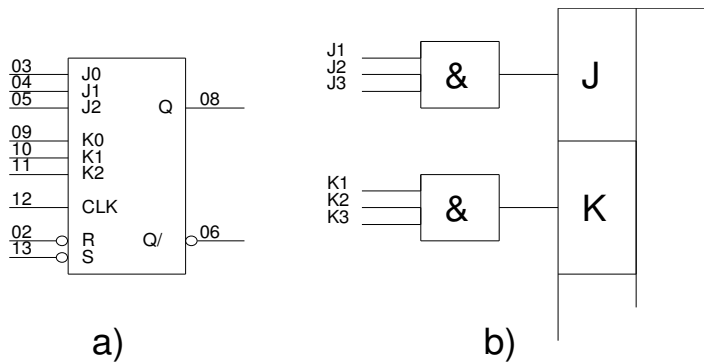 03 J0
04 J1
05 J2 Q 08
09 K0
10 K1
11 K2
12 CLK
02 R Q/ 06
13 S
a)
J1
J2
J3
&
J
K1
K2
K3
&
K
b)